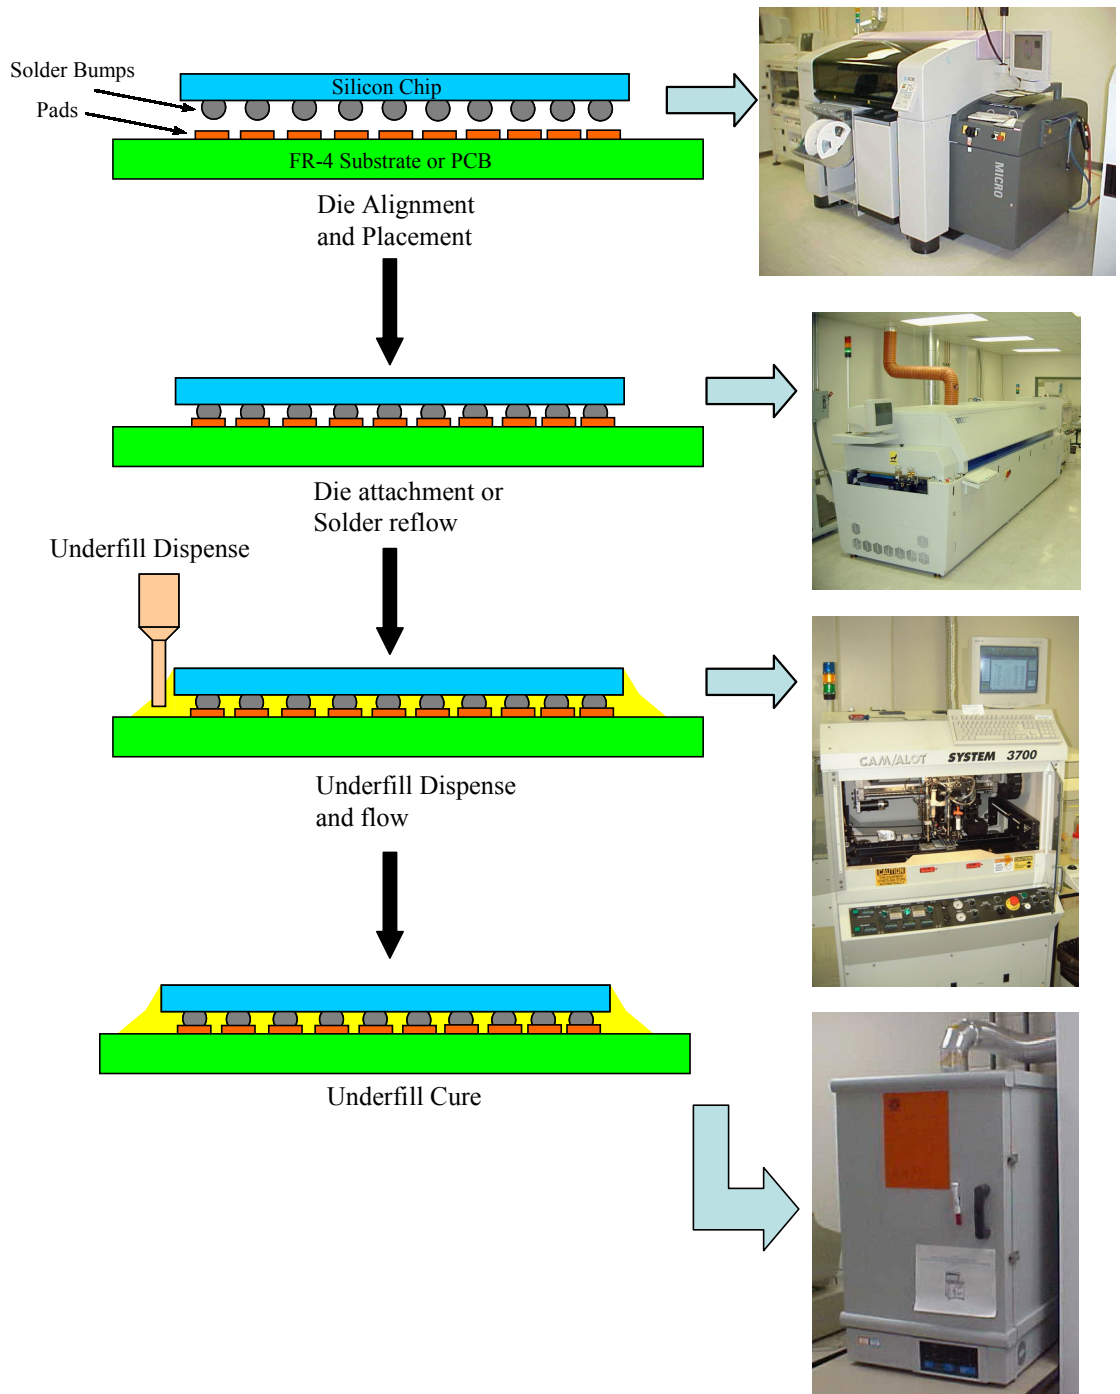 Solder Bumps
Pads
Silicon Chip
FR-4 Substrate or PCB
Die Alignment
and Placement
MICRO
Die attachment or
Solder reflow
Underfill Dispense
CAM/ALOT SYSTEM 3700
CAUTION
CAUTION
Underfill Dispense
and flow
Underfill Cure